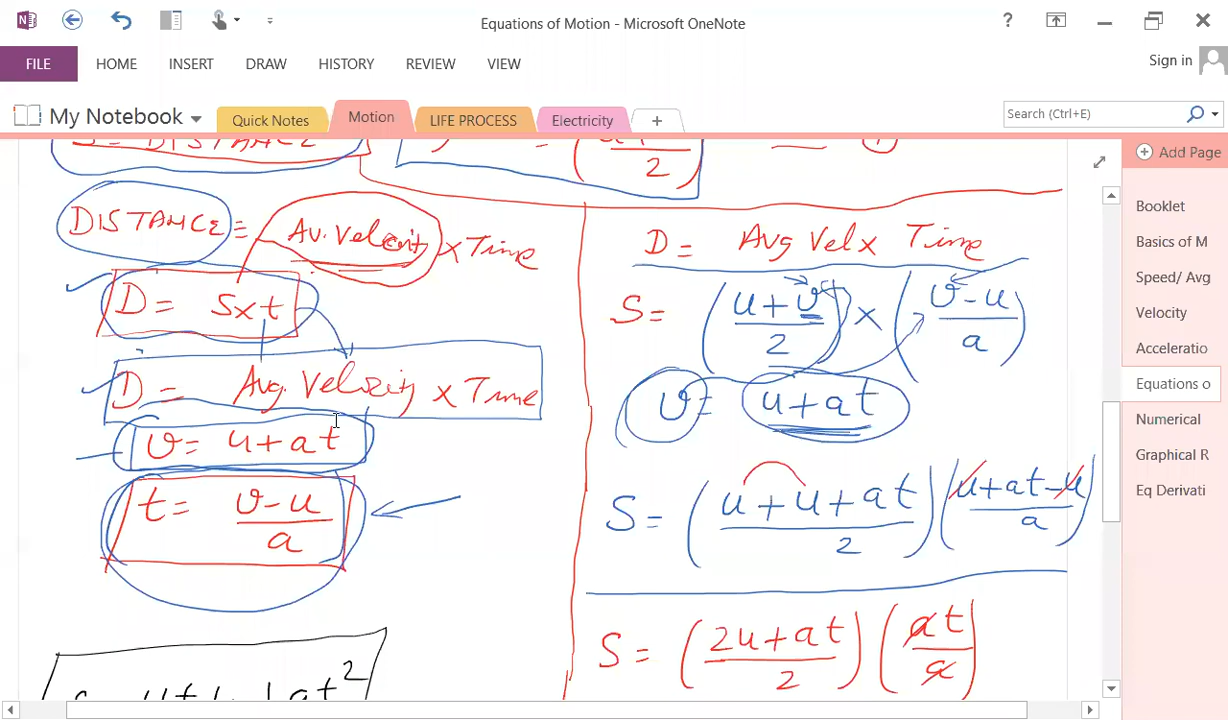 Equations of Motion - Microsoft OneNote
?
FILE HOME INSERT DRAW HISTORY REVIEW VIEW
Sign in
My Notebook
Quick Notes
Motion
LIFE PROCESS
Electricity
+
Search (Ctrl+E)
Add Page
Booklet
Basics of M
Speed/ Avg
Velocity
Acceleratio
Equations o
Numerical
Graphical R
Eq Derivati
S = DISTANCE
= ( /2) ①
DISTANCE = Av. Velocity x Time
D = S x t
D = Avg. Velocity x Time
v = u + at
t = (v - u)/a
D = Avg Vel x Time
S = ((u + v)/2) x ((v - u)/a)
v = u + at
S = ((u + u + at)/2) ((u + at - u)/a)
S = ((2u + at)/2) (at/a)